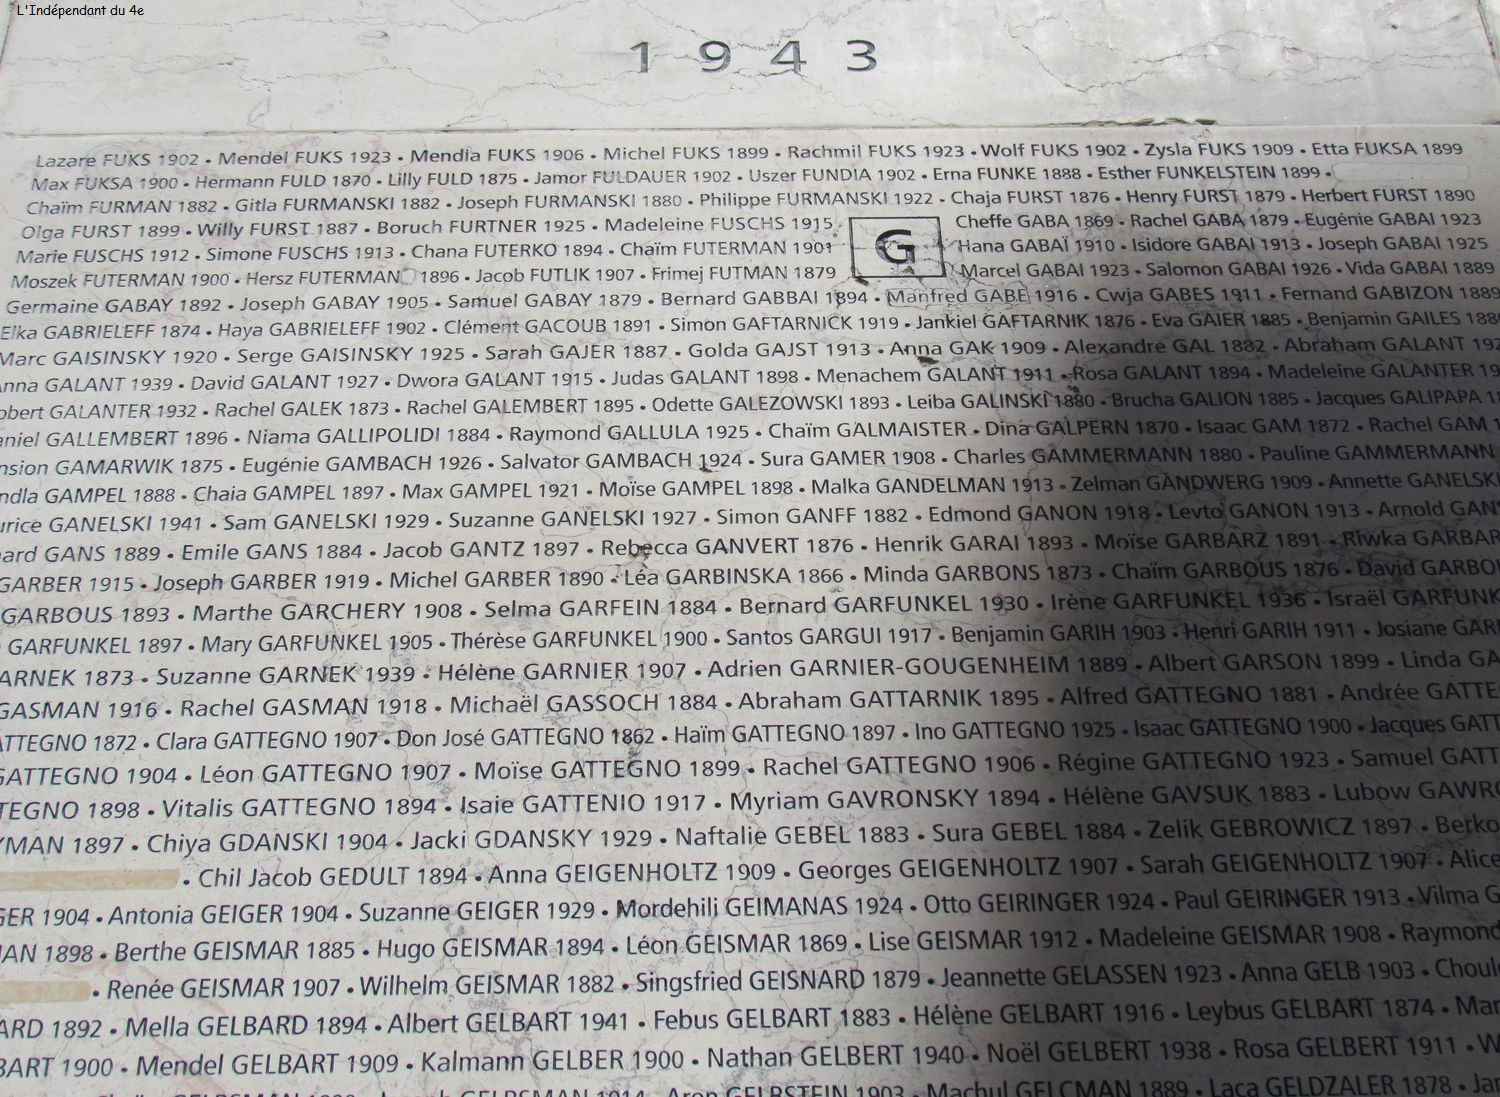 L'Indépendant du 4e
1943
Lazare FUKS 1902 • Mendel FUKS 1923 • Mendla FUKS 1906 • Michel FUKS 1899 • Rachmil FUKS 1923 • Wolf FUKS 1902 • Zysla FUKS 1909 • Etta FUKSA 1899
Max FUKSA 1900 • Hermann FULD 1870 • Lilly FULD 1875 • Jamor FULDAUER 1902 • Uszer FUNDIA 1902 • Erna FUNKE 1888 • Esther FUNKELSTEIN 1899 •
Chaïm FURMAN 1882 • Gitla FURMANSKI 1882 • Joseph FURMANSKI 1880 • Philippe FURMANSKI 1922 • Chaja FURST 1876 • Henry FURST 1879 • Herbert FURST 1890
Olga FURST 1899 • Willy FURST 1887 • Boruch FURTNER 1925 • Madeleine FUSCHS 1915
Marie FUSCHS 1912 • Simone FUSCHS 1913 • Chana FUTERKO 1894 • Chaïm FUTERMAN 1901
Moszek FUTERMAN 1900 • Hersz FUTERMAN 1896 • Jacob FUTLIK 1907 • Frimej FUTMAN 1879
G
Cheffe GABA 1869 • Rachel GABA 1879 • Eugénie GABAI 1923
Hana GABAÏ 1910 • Isidore GABAI 1913 • Joseph GABAI 1925
Marcel GABAI 1923 • Salomon GABAI 1926 • Vida GABAI 1889
Germaine GABAY 1892 • Joseph GABAY 1905 • Samuel GABAY 1879 • Bernard GABBAI 1894 • Manfred GABE 1916 • Cwja GABES 1911 • Fernand GABIZON 1889
Elka GABRIELEFF 1874 • Haya GABRIELEFF 1902 • Clément GACOUB 1891 • Simon GAFTARNICK 1919 • Jankiel GAFTARNIK 1876 • Eva GAIER 1885 • Benjamin GAILES
Marc GAISINSKY 1920 • Serge GAISINSKY 1925 • Sarah GAJER 1887 • Golda GAJST 1913 • Anna GAK 1909 • Alexandre GAL 1882 • Abraham GALANT
GALANT 1939 • David GALANT 1927 • Dwora GALANT 1915 • Judas GALANT 1898 • Menachem GALANT 1911 • Rosa GALANT 1894 • Madeleine GALANTER
GALANTER 1932 • Rachel GALEK 1873 • Rachel GALEMBERT 1895 • Odette GALEZOWSKI 1893 • Leiba GALINSKI 1880 • Brucha GALION 1885 • Jacques GALIPAPA
GALLEMBERT 1896 • Niama GALLIPOLIDI 1884 • Raymond GALLULA 1925 • Chaïm GALMAISTER • Dina GALPERN 1870 • Isaac GAM 1872 • Rachel GAM
GAMARWIK 1875 • Eugénie GAMBACH 1926 • Salvator GAMBACH 1924 • Sura GAMER 1908 • Charles GAMMERMANN 1880 • Pauline GAMMERMANN
GAMPEL 1888 • Chaia GAMPEL 1897 • Max GAMPEL 1921 • Moïse GAMPEL 1898 • Malka GANDELMAN 1913 • Zelman GANDWERG 1909 • Annette GANELSKI
GANELSKI 1941 • Sam GANELSKI 1929 • Suzanne GANELSKI 1927 • Simon GANFF 1882 • Edmond GANON 1918 • Levto GANON 1913 • Arnold
GANS 1889 • Emile GANS 1884 • Jacob GANTZ 1897 • Rebecca GANVERT 1876 • Henrik GARAI 1893 • Moïse GARBARZ 1891 • Riwka
GARBER 1915 • Joseph GARBER 1919 • Michel GARBER 1890 • Léa GARBINSKA 1866 • Minda GARBONS 1873 • Chaïm GARBOUS 1876 • David
GARBOUS 1893 • Marthe GARCHERY 1908 • Selma GARFEIN 1884 • Bernard GARFUNKEL 1930 • Irène GARFUNKEL 1936 • Israël
GARFUNKEL 1897 • Mary GARFUNKEL 1905 • Thérèse GARFUNKEL 1900 • Santos GARGUI 1917 • Benjamin GARIH 1903 • Henri GARIH 1911 • Josiane
ARNEK 1873 • Suzanne GARNEK 1939 • Hélène GARNIER 1907 • Adrien GARNIER-GOUGENHEIM 1889 • Albert GARSON 1899 • Linda
GASMAN 1916 • Rachel GASMAN 1918 • Michaël GASSOCH 1884 • Abraham GATTARNIK 1895 • Alfred GATTEGNO 1881 • Andrée
ATTEGNO 1872 • Clara GATTEGNO 1907 • Don José GATTEGNO 1862 • Haïm GATTEGNO 1897 • Ino GATTEGNO 1925 • Isaac GATTEGNO 1900 • Jacques
GATTEGNO 1904 • Léon GATTEGNO 1907 • Moïse GATTEGNO 1899 • Rachel GATTEGNO 1906 • Régine GATTEGNO 1923 • Samuel
TEGNO 1898 • Vitalis GATTEGNO 1894 • Isaie GATTENIO 1917 • Myriam GAVRONSKY 1894 • Hélène GAVSUK 1883 • Lubow
YMAN 1897 • Chiya GDANSKI 1904 • Jacki GDANSKY 1929 • Naftalie GEBEL 1883 • Sura GEBEL 1884 • Zelik GEBROWICZ 1897 • Berko
• Chil Jacob GEDULT 1894 • Anna GEIGENHOLTZ 1909 • Georges GEIGENHOLTZ 1907 • Sarah GEIGENHOLTZ 1907 • Alice
GER 1904 • Antonia GEIGER 1904 • Suzanne GEIGER 1929 • Mordehili GEIMANAS 1924 • Otto GEIRINGER 1924 • Paul GEIRINGER 1913 • Vilma
1898 • Berthe GEISMAR 1885 • Hugo GEISMAR 1894 • Léon GEISMAR 1869 • Lise GEISMAR 1912 • Madeleine GEISMAR 1908 • Raymond
• Renée GEISMAR 1907 • Wilhelm GEISMAR 1882 • Singsfried GEISNARD 1879 • Jeannette GELASSEN 1923 • Anna GELB 1903 •
ARD 1892 • Mella GELBARD 1894 • Albert GELBART 1941 • Febus GELBART 1883 • Hélène GELBART 1916 • Leybus GELBART 1874 •
BART 1900 • Mendel GELBART 1909 • Kalmann GELBER 1900 • Nathan GELBERT 1940 • Noël GELBERT 1938 • Rosa GELBERT 1911 •
GELBSTEIN 1903 • Machul GELCMAN 1889 • Laca GELDZALER 1878 •